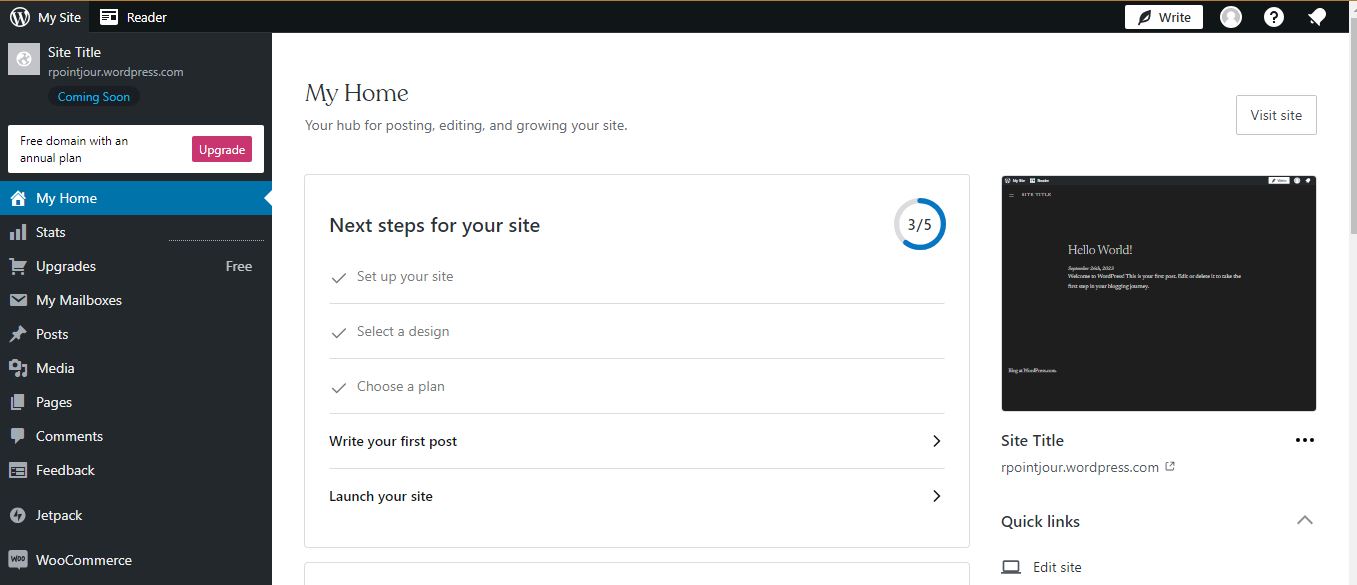 My Site
Reader
Write
Site Title
rpointjour.wordpress.com
Coming Soon
Free domain with an
annual plan
Upgrade
My Home
Stats
Upgrades
Free
My Mailboxes
Posts
Media
Pages
Comments
Feedback
Jetpack
WOO
WooCommerce
My Home
Your hub for posting, editing, and growing your site.
Visit site
Next steps for your site
3/5
Set up your site
Select a design
Choose a plan
Write your first post
Launch your site
My Site
Reader
Write
SITE TITLE
Hello World!
September 26th, 2023
Welcome to WordPress! This is your first post. Edit or delete it to take the
first step in your blogging journey.
Blog at WordPress.com.
Site Title
rpointjour.wordpress.com
Quick links
Edit site